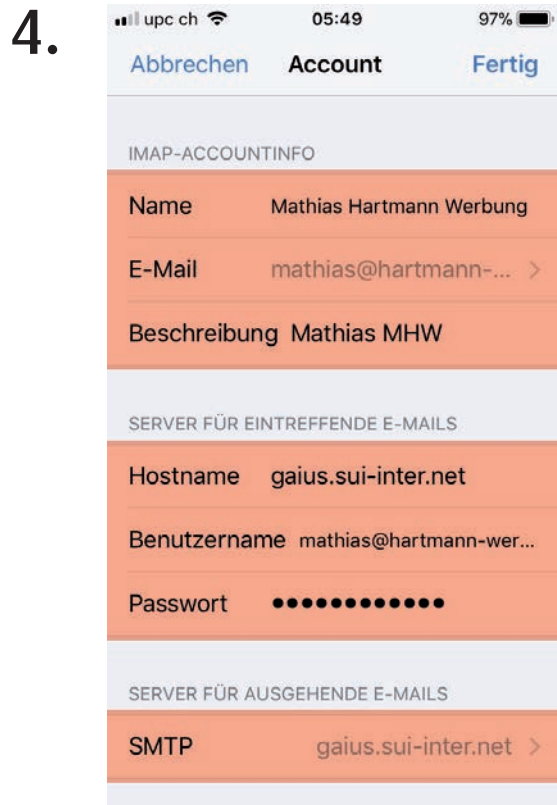 4.
upc ch 05:49 97%
Abbrechen Account Fertig
IMAP-ACCOUNTINFO
Name Mathias Hartmann Werbung
E-Mail mathias@hartmann-... >
Beschreibung Mathias MHW
SERVER FÜR EINTREFFENDE E-MAILS
Hostname gaius.sui-inter.net
Benutzername mathias@hartmann-wer...
Passwort ●●●●●●●●●●●●
SERVER FÜR AUSGEHENDE E-MAILS
SMTP gaius.sui-inter.net >